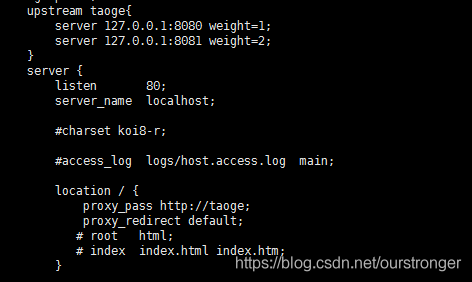 upstream taoge{
server 127.0.0.1:8080 weight=1;
server 127.0.0.1:8081 weight=2;
}
server {
listen 80;
server_name localhost;
#charset koi8-r;
#access_log logs/host.access.log main;
location / {
proxy_pass http://taoge;
proxy_redirect default;
# root html;
# index index.html index.htm;
}
https://blog.csdn.net/ourstronger